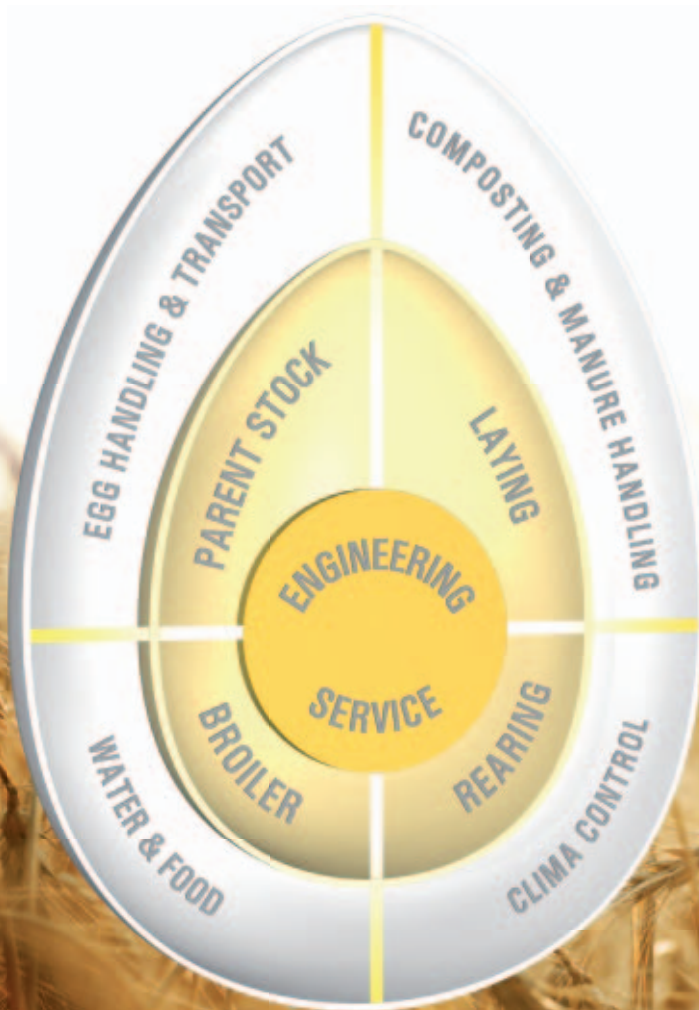 EGG HANDLING & TRANSPORT
COMPOSTING & MANURE HANDLING
PARENT STOCK
LAYING
ENGINEERING
SERVICE
BROILER
REARING
WATER & FOOD
CLIMA CONTROL